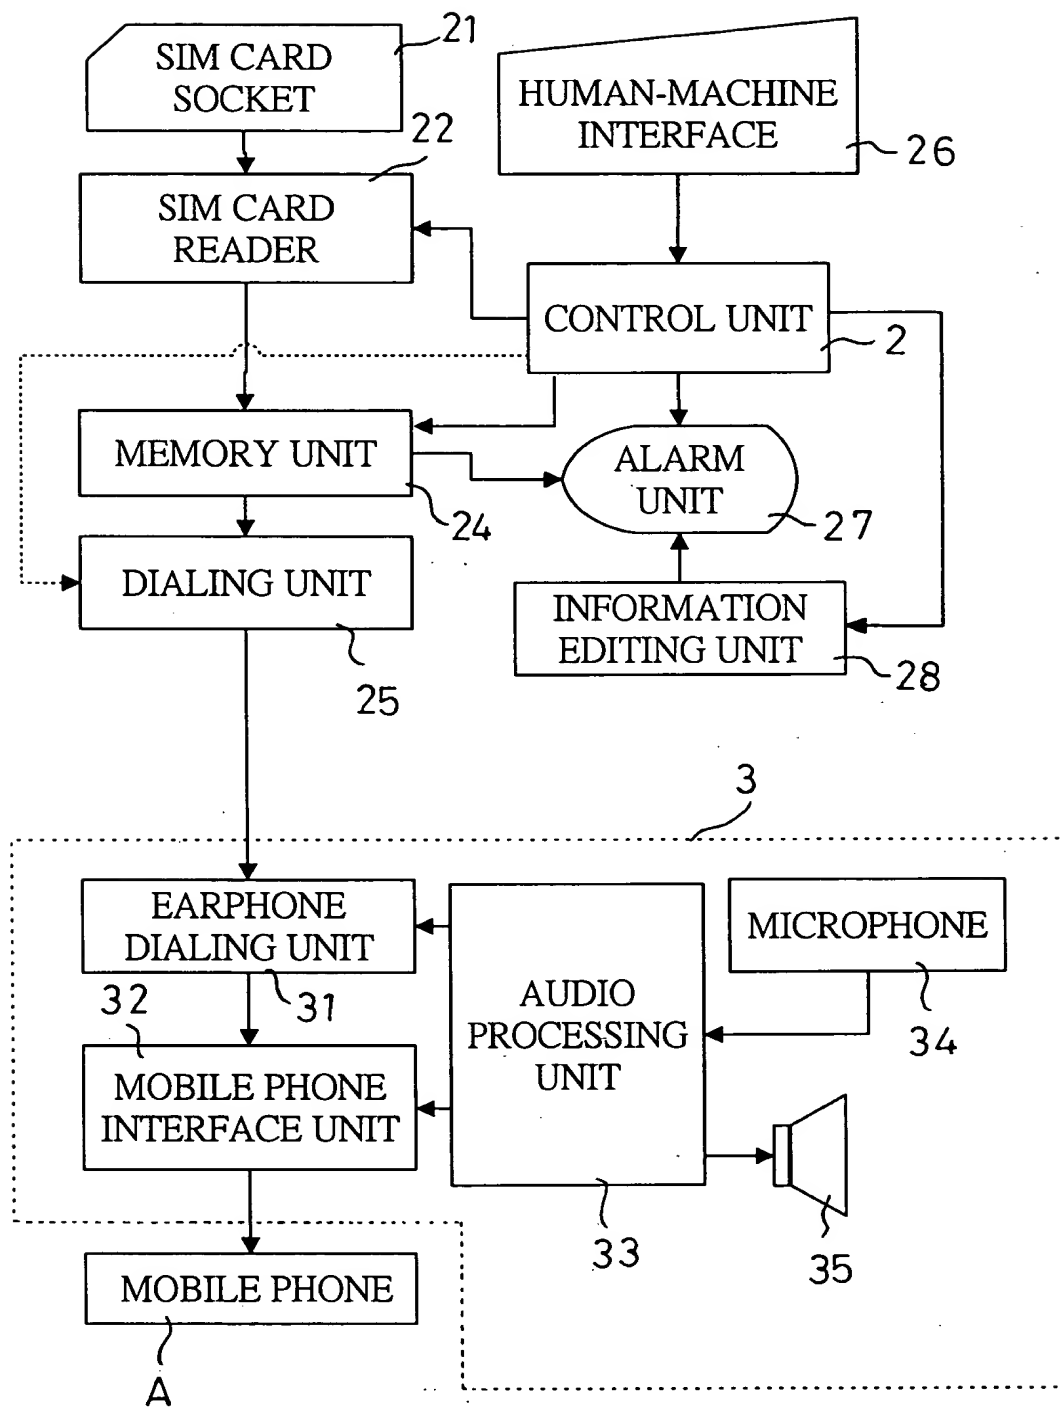 SIM CARD
SOCKET
21
HUMAN-MACHINE
INTERFACE
26
22
SIM CARD
READER
CONTROL UNIT
2
MEMORY UNIT
24
ALARM
UNIT
27
DIALING UNIT
25
INFORMATION
EDITING UNIT
28
3
EARPHONE
DIALING UNIT
31
MICROPHONE
34
32
AUDIO
PROCESSING
UNIT
33
MOBILE PHONE
INTERFACE UNIT
35
MOBILE PHONE
A